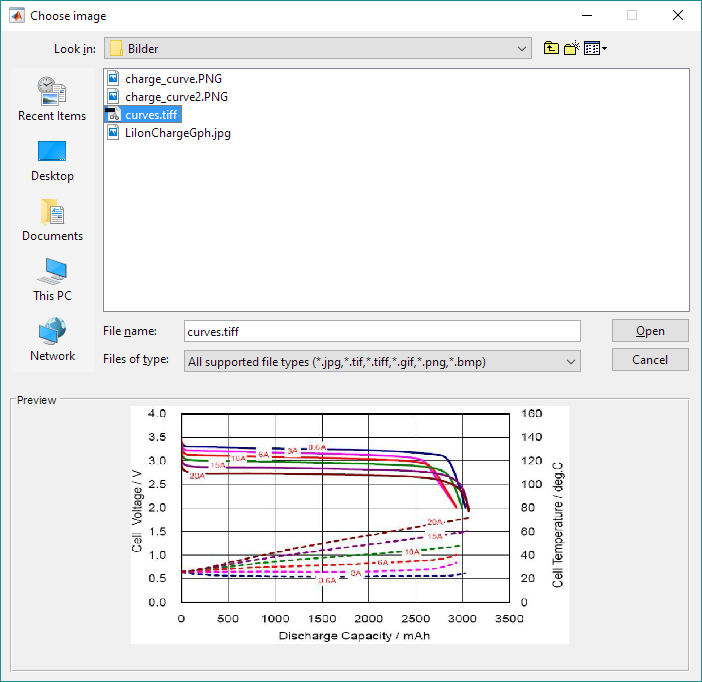 Choose image
Look in:
Bilder
Recent Items
Desktop
Documents
This PC
Network
charge_curve.PNG
charge_curve2.PNG
curves.tiff
LiIonChargeGph.jpg
File name:
curves.tiff
Open
Files of type:
All supported file types (*.jpg,*.tif,*.tiff,*.gif,*.png,*.bmp)
Cancel
Preview
4.0
3.5
3.0
2.5
2.0
1.5
1.0
0.5
0.0
Cell Voltage / V
160
140
120
100
80
60
40
20
0
Cell Temperature / deg.C
0.6A
3A
6A
10A
15A
20A
20A
15A
10A
6A
3A
0.6A
0 500 1000 1500 2000 2500 3000 3500
Discharge Capacity / mAh